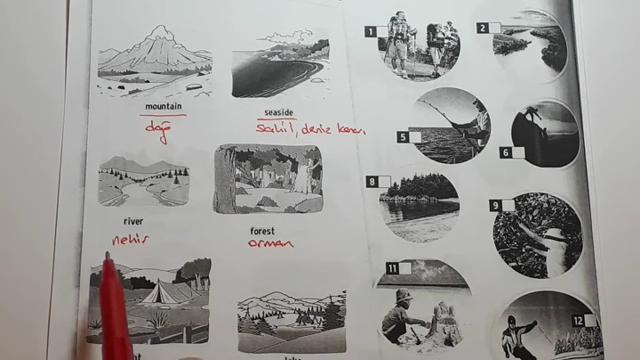 1
2
mountain
seaside
dağ
sahil, deniz kenarı
5
6
8
river
forest
9
nehir
orman
11
12